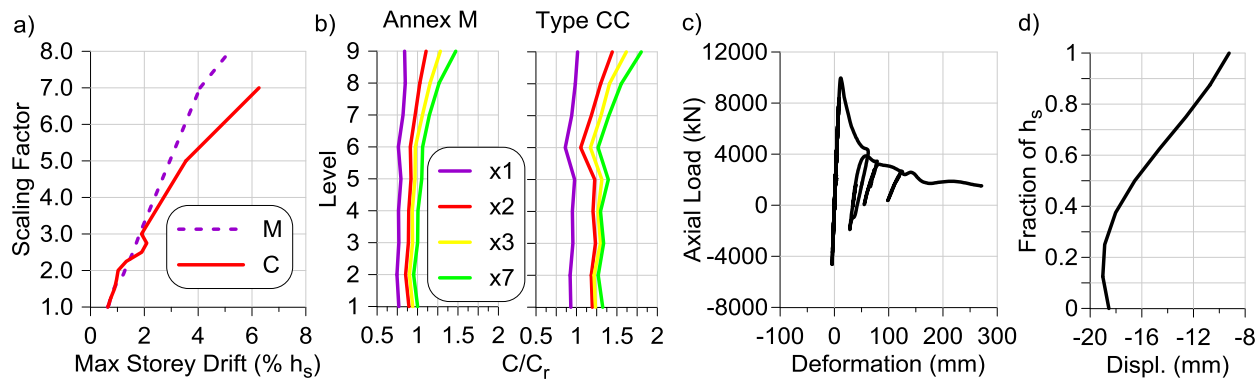 a)
8.0
7.0
6.0
5.0
4.0
3.0
2.0
1.0
Scaling Factor
0 2 4 6 8
Max Storey Drift (% hs)
M
C
b)
Annex M
Type CC
9
8
7
6
5
4
3
2
1
Level
0.5 1 1.5 2
0.5 1 1.5 2
C/Cr
x1
x2
x3
x7
c)
12000
8000
4000
0
-4000
-8000
Axial Load (kN)
-100 0 100 200 300
Deformation (mm)
d)
1
0.8
0.6
0.4
0.2
0
Fraction of hs
-20 -16 -12 -8
Displ. (mm)